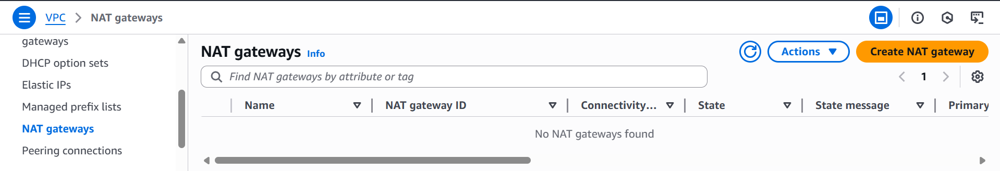 VPC > NAT gateways
gateways
DHCP option sets
Elastic IPs
Managed prefix lists
NAT gateways
Peering connections
NAT gateways Info
Actions
Create NAT gateway
Find NAT gateways by attribute or tag
1
Name NAT gateway ID Connectivity... State State message Primary
No NAT gateways found